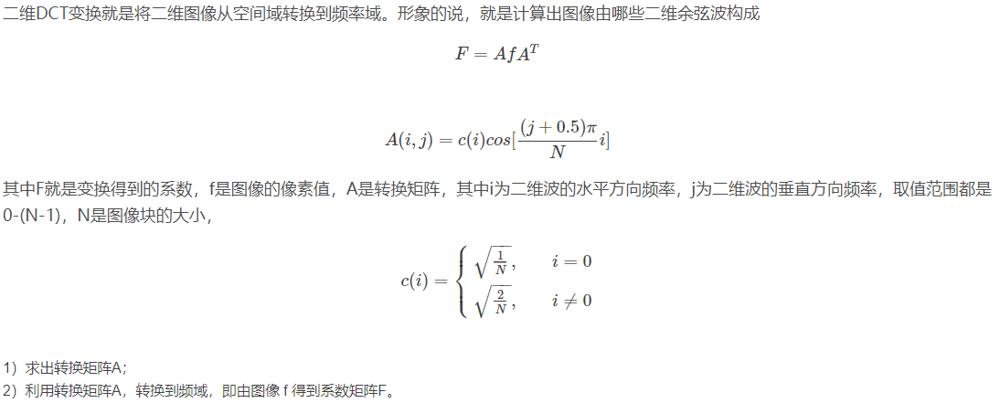 二维DCT变换就是将二维图像从空间域转换到频率域。形象的说，就是计算出图像由哪些二维余弦波构成
F = AfA^T
A(i, j) = c(i)cos[\frac{(j + 0.5)π}{N}i]
其中F就是变换得到的系数，f是图像的像素值，A是转换矩阵，其中i为二维波的水平方向频率，j为二维波的垂直方向频率，取值范围都是
0-(N-1)，N是图像块的大小，
c(i) = \begin{cases} \sqrt{\frac{1}{N}}, & i = 0 \\ \sqrt{\frac{2}{N}}, & i ≠ 0 \end{cases}
1）求出转换矩阵A；
2）利用转换矩阵A，转换到频域，即由图像 f 得到系数矩阵F。